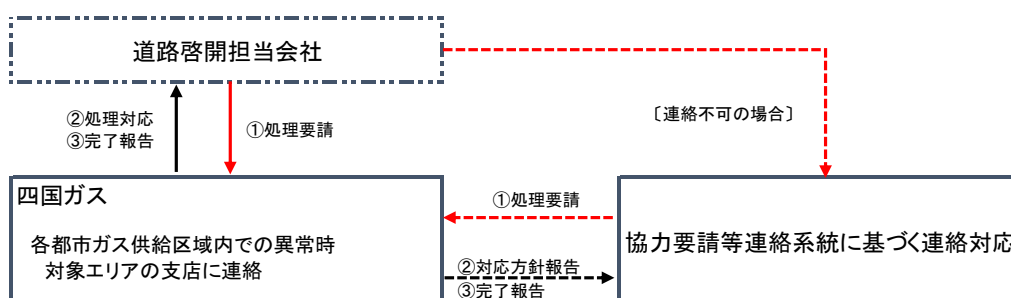 道路啓開担当会社
②処理対応
③完了報告
①処理要請
〔連絡不可の場合〕
四国ガス
各都市ガス供給区域内での異常時
対象エリアの支店に連絡
①処理要請
②対応方針報告
③完了報告
協力要請等連絡系統に基づく連絡対応